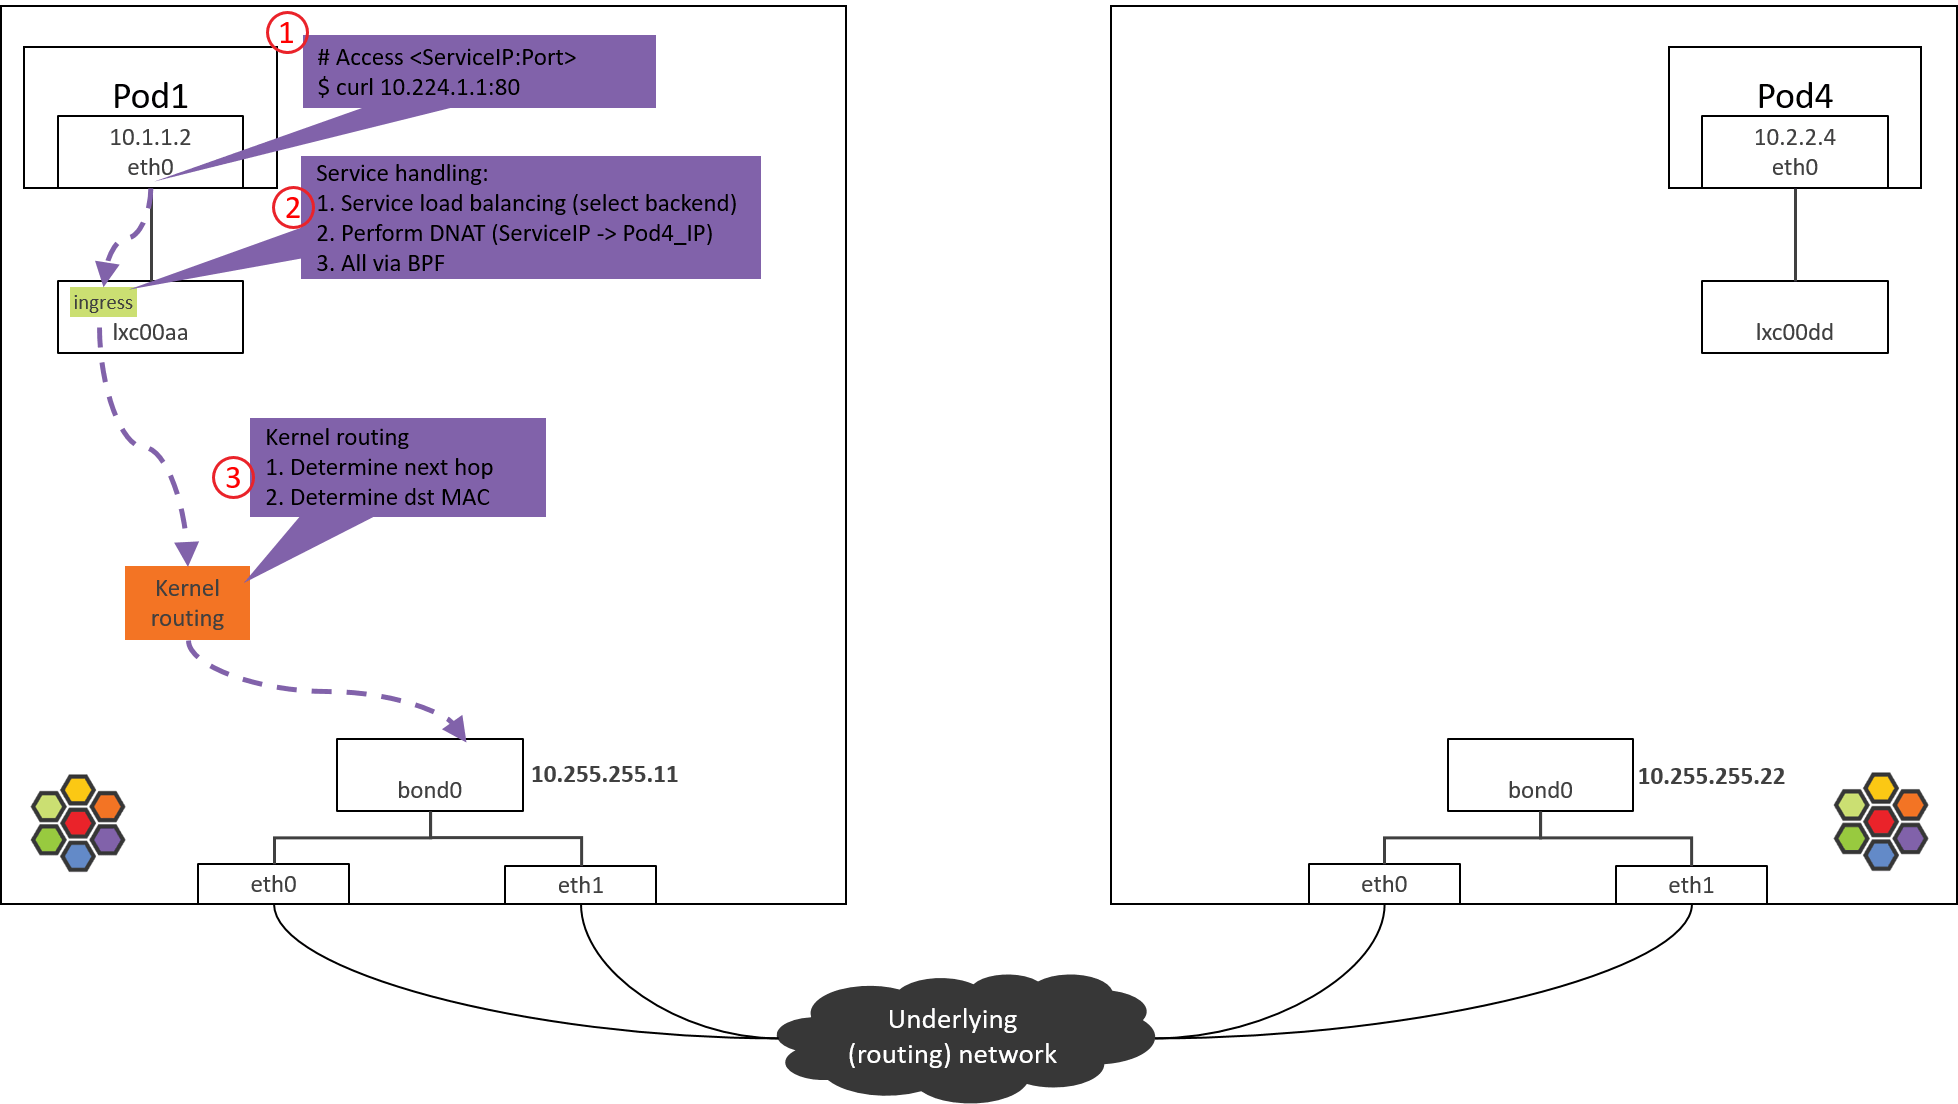 1
# Access <ServiceIP:Port>
$ curl 10.224.1.1:80
Pod1
10.1.1.2
eth0
2
Service handling:
1. Service load balancing (select backend)
2. Perform DNAT (ServiceIP -> Pod4_IP)
3. All via BPF
ingress
lxc00aa
3
Kernel routing
1. Determine next hop
2. Determine dst MAC
Kernel
routing
bond0
10.255.255.11
eth0
eth1
Pod4
10.2.2.4
eth0
lxc00dd
bond0
10.255.255.22
eth0
eth1
Underlying
(routing) network